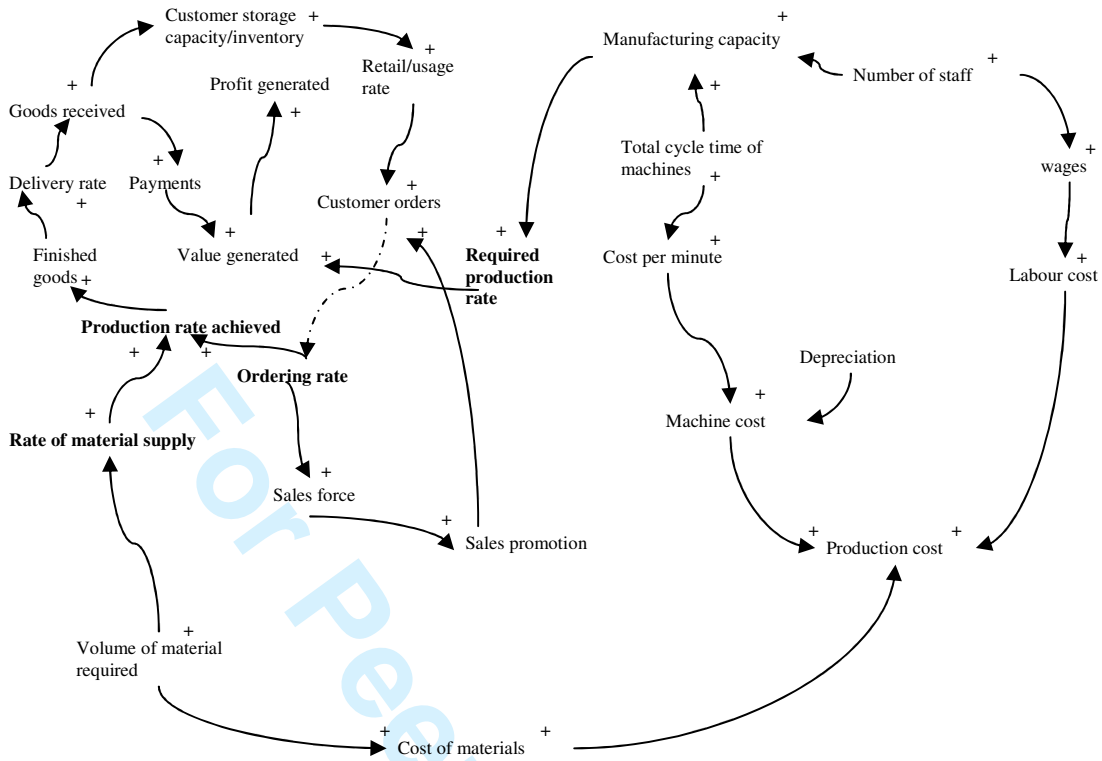 Customer storage +
capacity/inventory
+
Manufacturing capacity
+
Retail/usage
rate
+
Number of staff
+
Profit generated
+
Goods received
+
+
Total cycle time of
machines
+
+
wages
+
Delivery rate
+
Payments
+
Customer orders
+
+
Finished
goods +
Value generated
+
+
Required
production
rate
+
Cost per minute
+
Labour cost
+
Production rate achieved
+
+
Ordering rate
Depreciation
Machine cost
+
Rate of material supply
+
Sales force
+
Sales promotion
+
Production cost
+
+
Volume of material
required
+
Cost of materials
+
+
For Pee